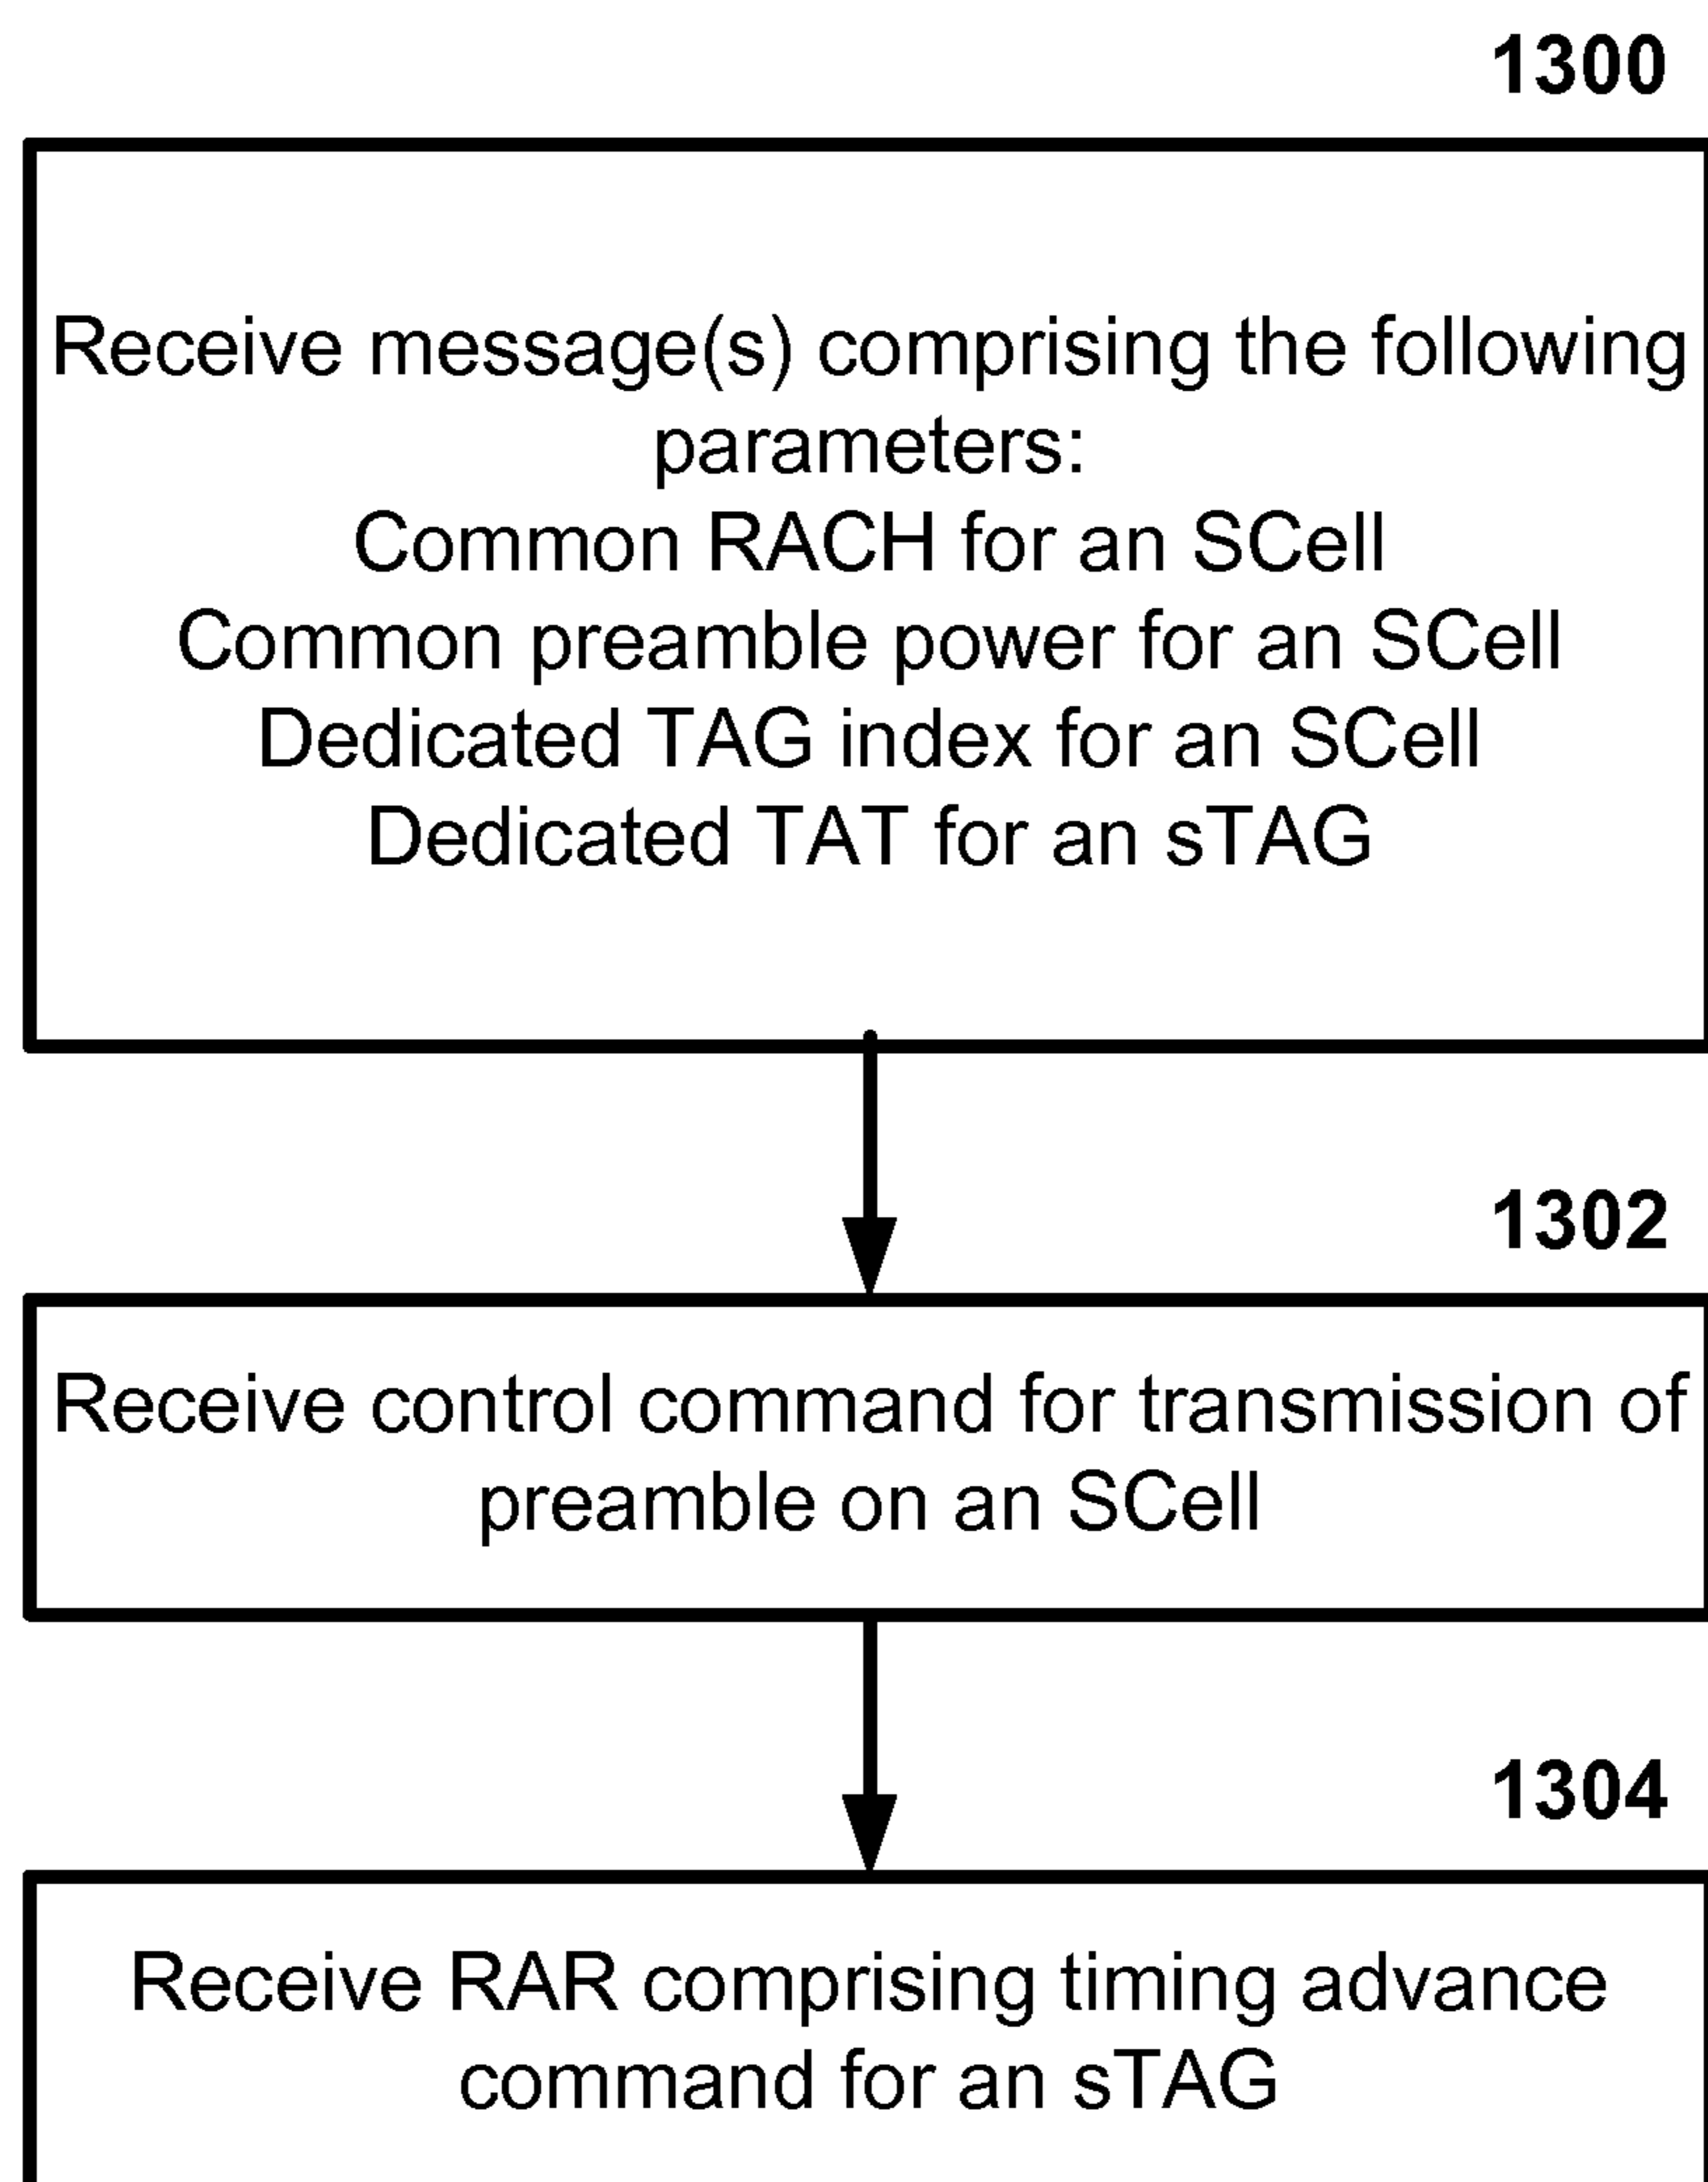 1300
Receive message(s) comprising the following
parameters:
Common RACH for an SCell
Common preamble power for an SCell
Dedicated TAG index for an SCell
Dedicated TAT for an sTAG
1302
Receive control command for transmission of
preamble on an SCell
1304
Receive RAR comprising timing advance
command for an sTAG